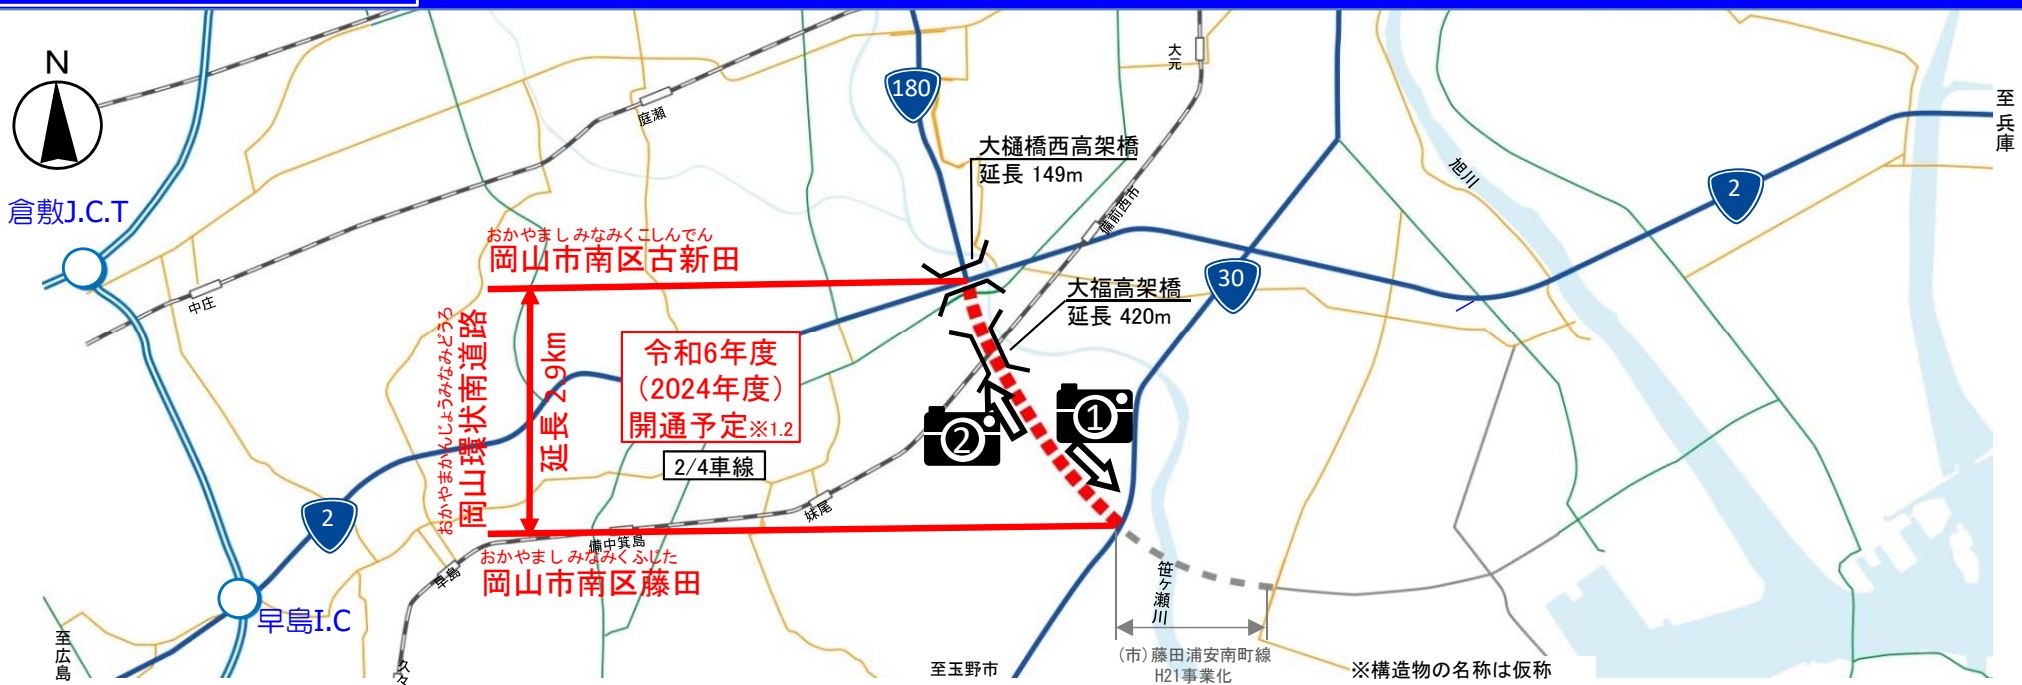 N
倉敷J.C.T
180
大元
至兵庫
庭瀬
大樋橋西高架橋
延長 149m
旭川
2
備前西市
おかやまし みなみくこしんでん
岡山市南区古新田
中庄
30
大福高架橋
延長 420m
おかやまかんじょうみなみどうろ
岡山環状南道路
延長 2.9km
令和6年度
（2024年度）
開通予定※1.2
2/4車線
1
2
2
妹尾
備中箕島
早島
おかやまし みなみくふじた
岡山市南区藤田
早島I.C
笹ヶ瀬川
至広島
久々
至玉野市
(市)藤田浦安南町線
H21事業化
※構造物の名称は仮称